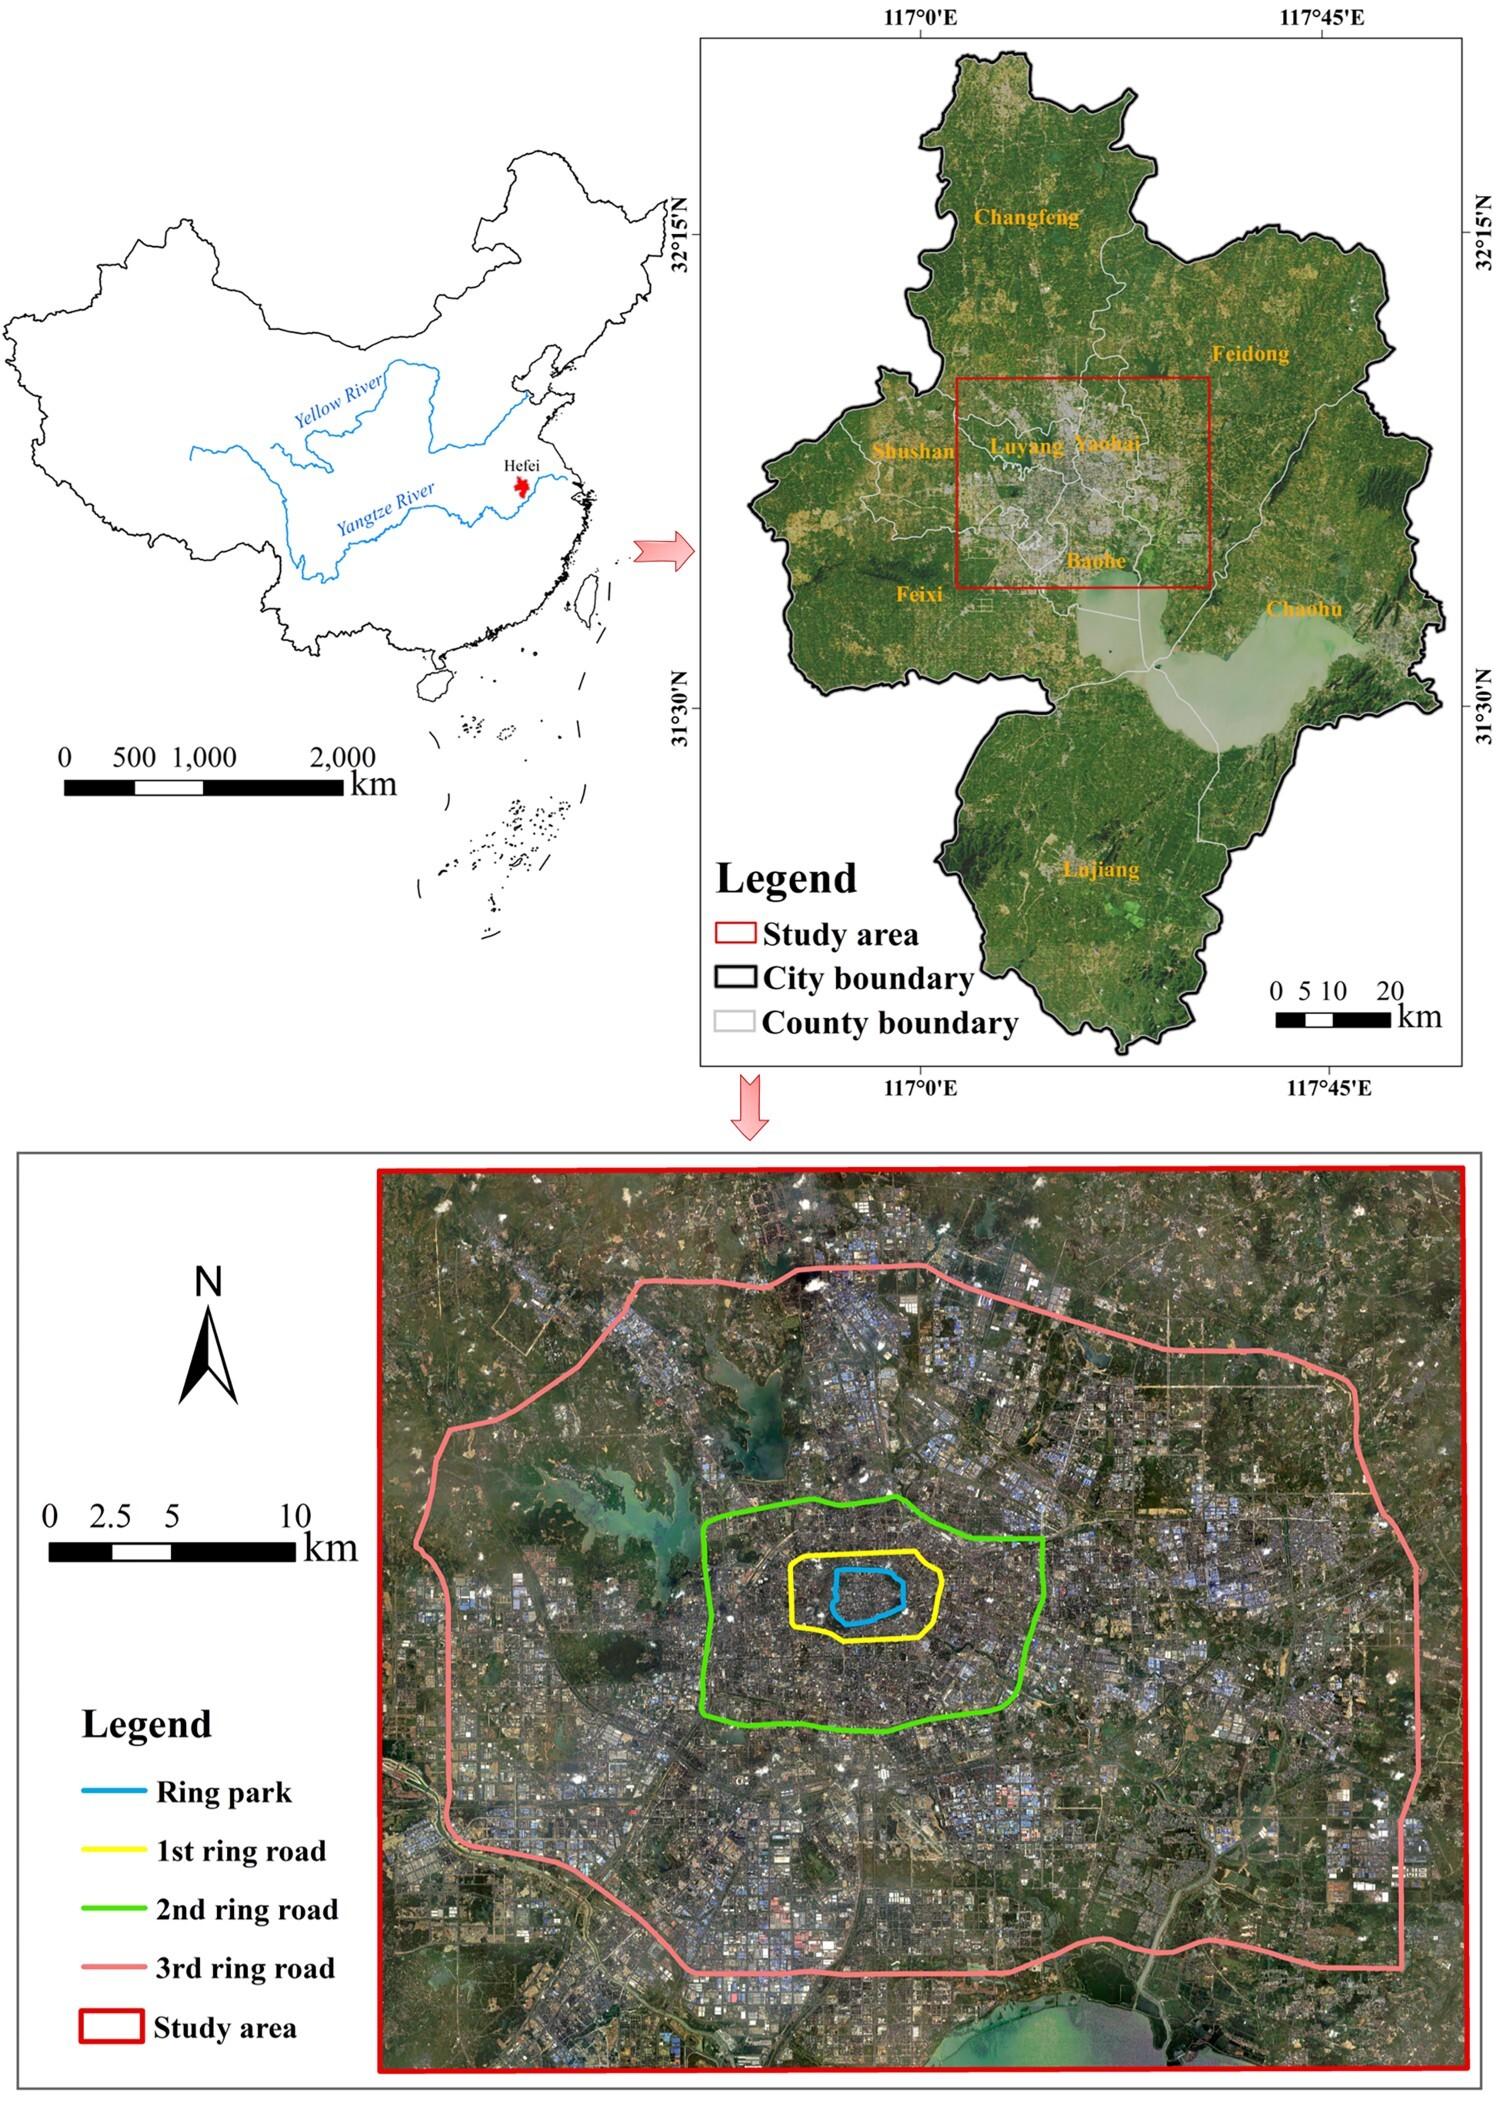 117°0'E
117°45'E
32°15'N
32°15'N
Changfeng
Feidong
Shushan
Luyang
Yaohai
Baohe
Feixi
Chaohu
Lujiang
31°30'N
31°30'N
Yellow River
Hefei
Yangtze River
0 500 1,000 2,000
km
Legend
Study area
City boundary
County boundary
0 5 10 20
km
117°0'E
117°45'E
N
0 2.5 5 10
km
Legend
Ring park
1st ring road
2nd ring road
3rd ring road
Study area